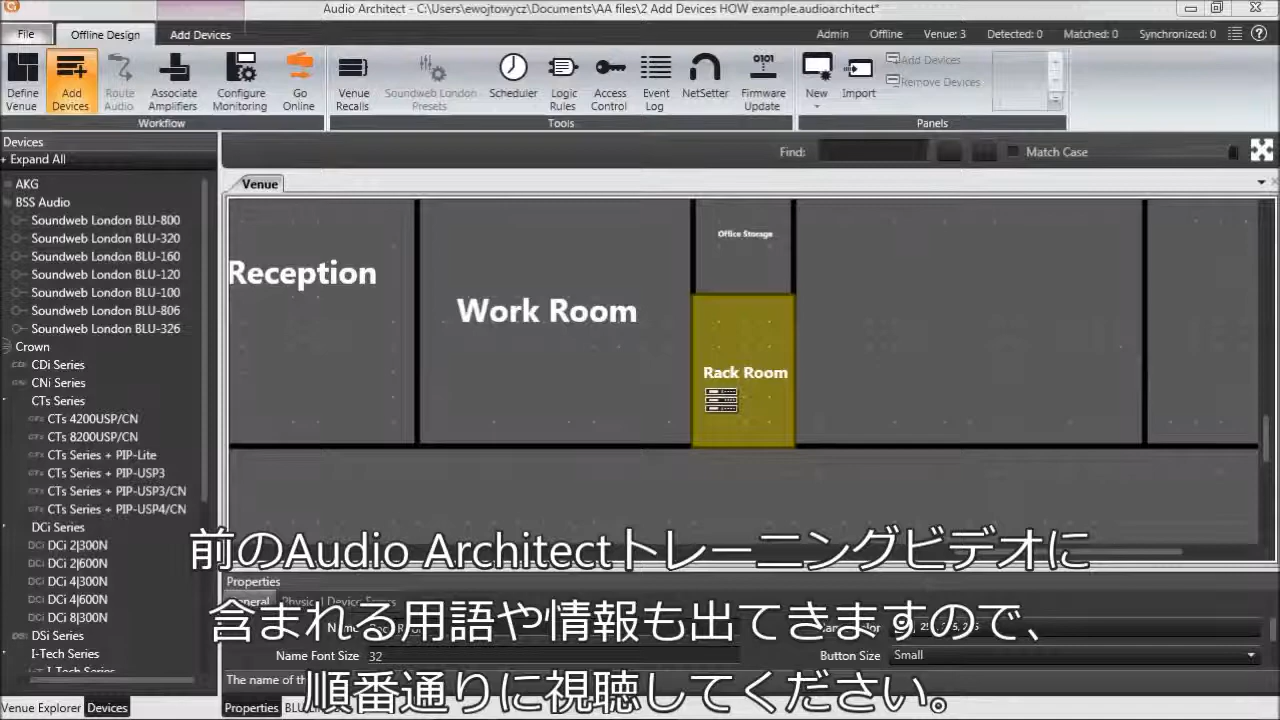 Audio Architect - C:\Users\ewojtowycz\Documents\AA files\2 Add Devices HOW example.audioarchitect*
File Offline Design Add Devices Admin Offline Venue: 3 Detected: 0 Matched: 0 Synchronized: 0
Define Venue
Add Devices
Route Audio
Associate Amplifiers
Configure Monitoring
Go Online
Venue Recalls
Soundweb London Presets
Scheduler
Logic Rules
Access Control
Event Log
NetSetter
0101
Firmware Update
New
Import
Add Devices
Remove Devices
Workflow Tools Panels
Devices
+ Expand All
Find: Match Case
AKG
BSS Audio
Soundweb London BLU-800
Soundweb London BLU-320
Soundweb London BLU-160
Soundweb London BLU-120
Soundweb London BLU-100
Soundweb London BLU-806
Soundweb London BLU-326
Crown
CDi Series
CNi Series
CTs Series
CTs 4200USP/CN
CTs 8200USP/CN
CTs Series + PIP-Lite
CTs Series + PIP-USP3
CTs Series + PIP-USP3/CN
CTs Series + PIP-USP4/CN
DCi Series
DCi 2|300N
DCi 2|600N
DCi 4|300N
DCi 4|600N
DCi 8|300N
DSi Series
I-Tech Series
Venue Explorer Devices
Venue
Reception
Work Room
Office Storage
Rack Room
前のAudio Architectトレーニングビデオに
含まれる用語や情報も出てきますので、
順番通りに視聴してください。
Properties
Name Font Size 32
Button Size Small
The name of
Properties